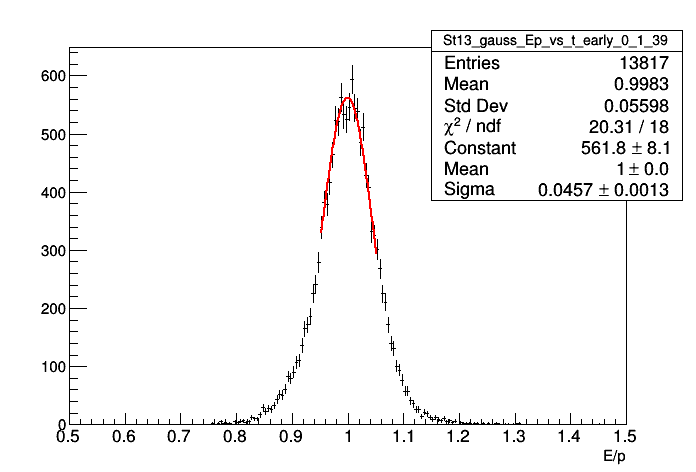 St13_gauss_Ep_vs_t_early_0_1_39
Entries 13817
Mean 0.9983
Std Dev 0.05598
χ² / ndf 20.31 / 18
Constant 561.8 ± 8.1
Mean 1 ± 0.0
Sigma 0.0457 ± 0.0013
600
500
400
300
200
100
0
0.5 0.6 0.7 0.8 0.9 1 1.1 1.2 1.3 1.4 1.5
E/p